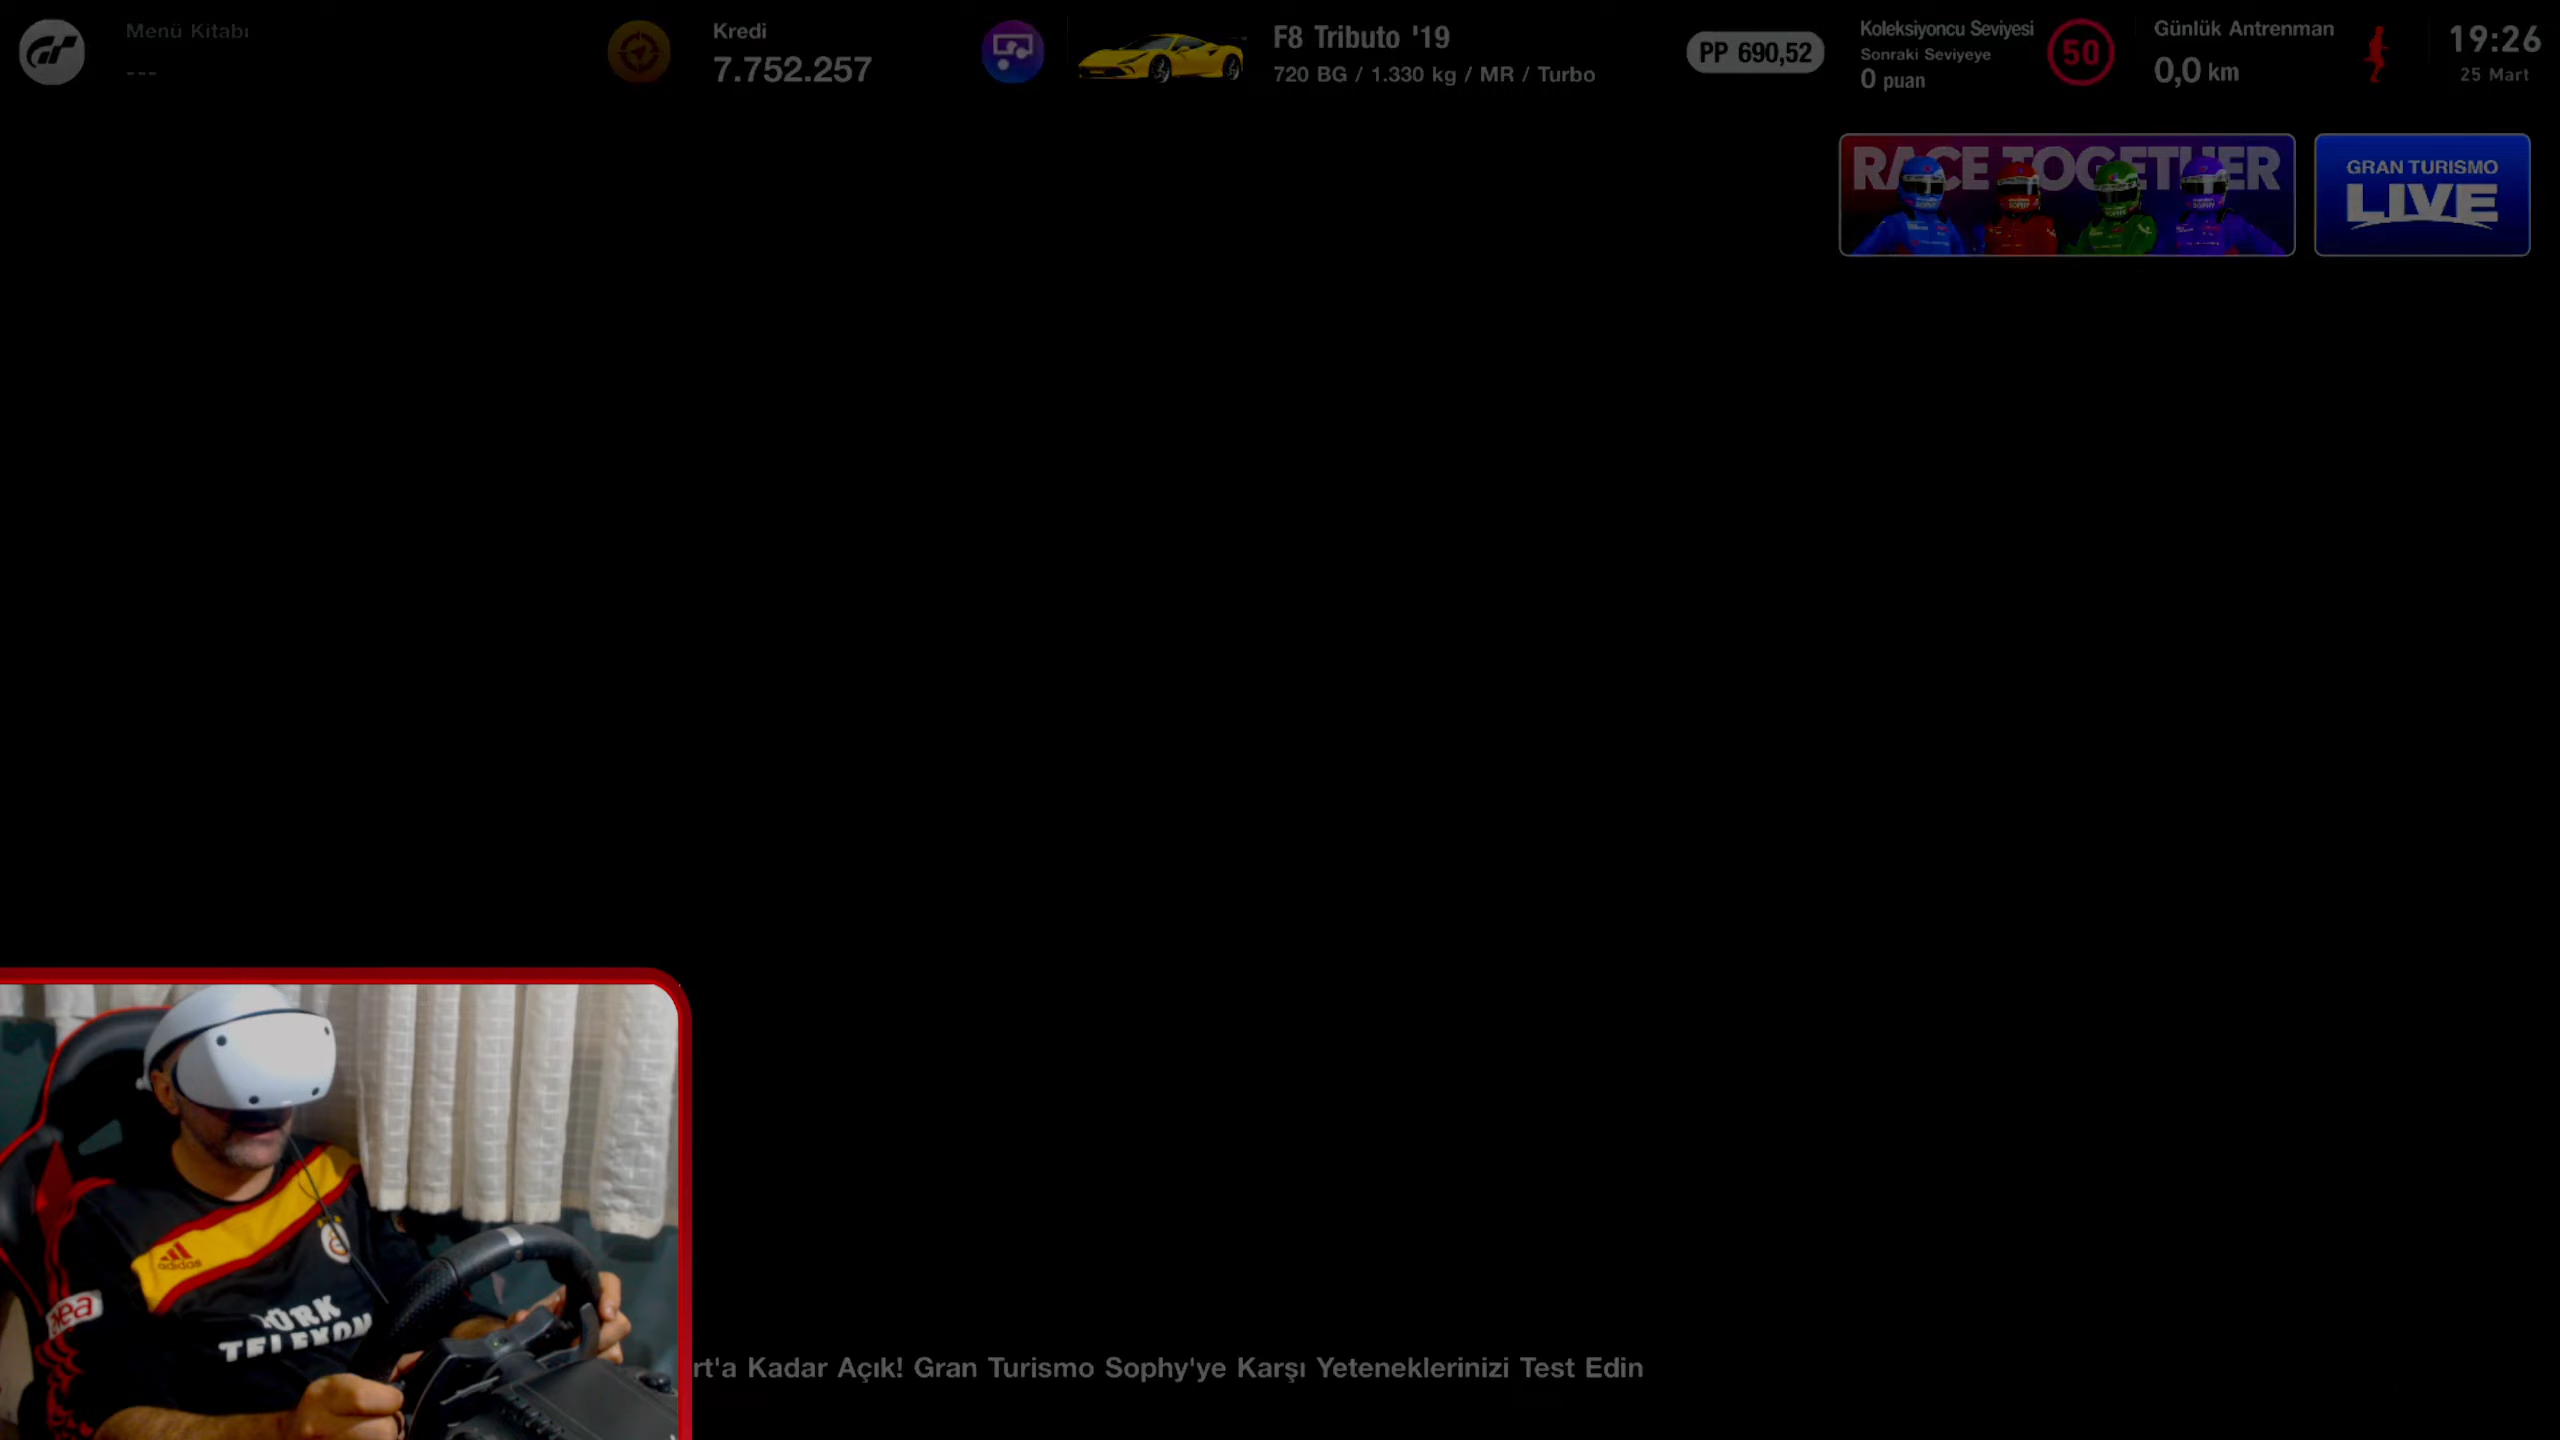 Menü Kitabı
---
Kredi
7.752.257
F8 Tributo '19
720 BG / 1.330 kg / MR / Turbo
PP 690,52
Koleksiyoncu Seviyesi
Sonraki Seviyeye
0 puan
50
Günlük Antrenman
0,0 km
19:26
25 Mart
RACE TOGETHER
GRAN TURISMO
LIVE
adidas
TÜRK
TELEKOM
rt'a Kadar Açık! Gran Turismo Sophy'ye Karşı Yeteneklerinizi Test Edin